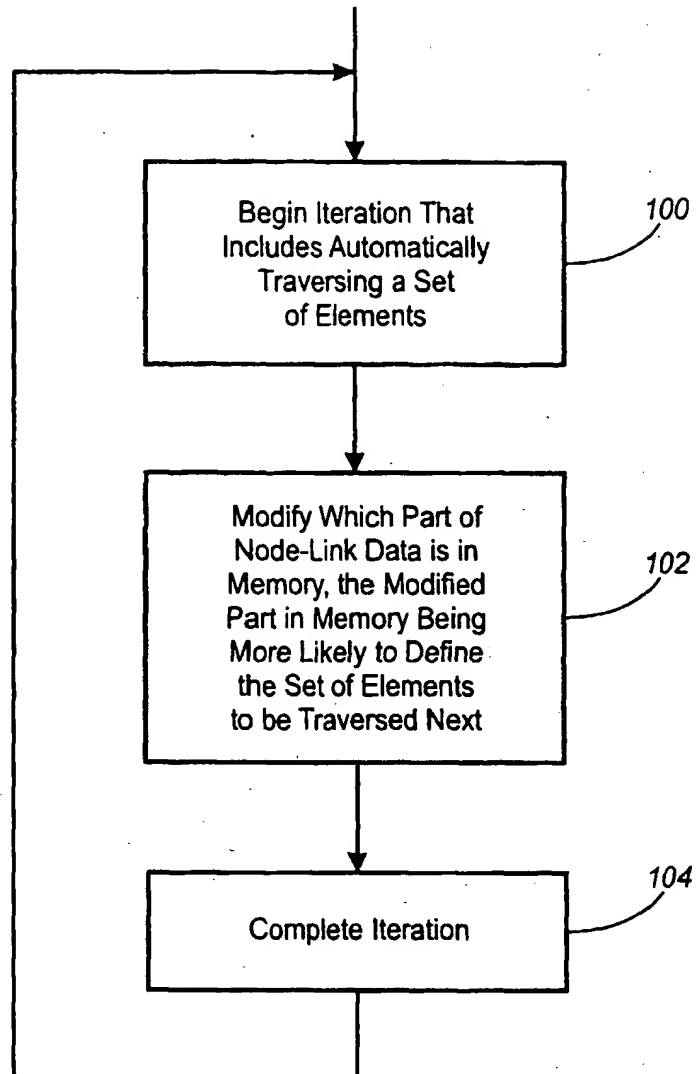 Begin Iteration That
Includes Automatically
Traversing a Set
of Elements
100
Modify Which Part of
Node-Link Data is in
Memory, the Modified
Part in Memory Being
More Likely to Define
the Set of Elements
to be Traversed Next
102
Complete Iteration
104